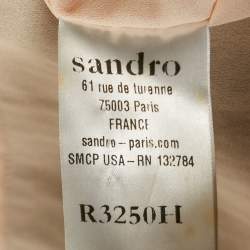 sandro
61 rue de turenne
75003 Paris
FRANCE
sandro-paris.com
SMCP USA-RN 132784
R3250H